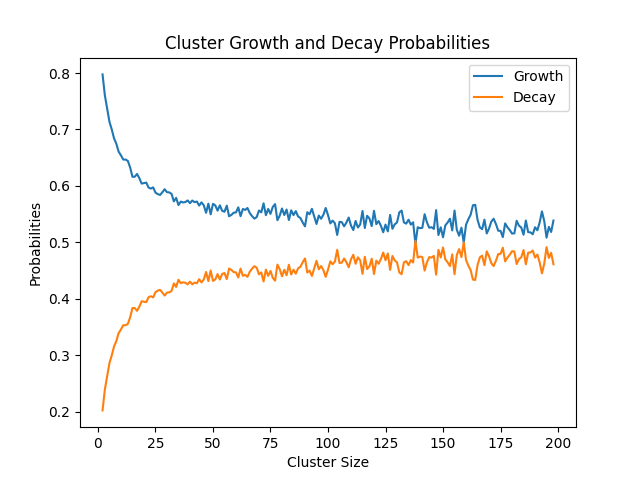 Cluster Growth and Decay Probabilities
Growth
Decay
0.8
0.7
0.6
0.5
0.4
0.3
0.2
Probabilities
0 25 50 75 100 125 150 175 200
Cluster Size